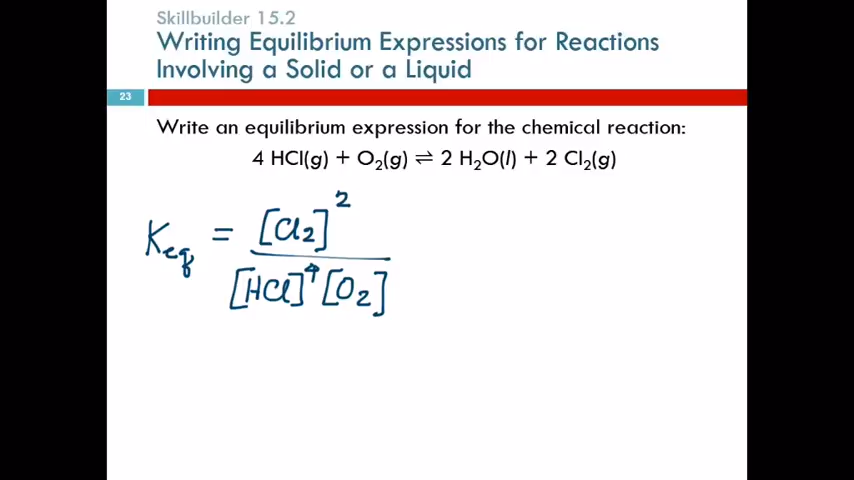 Skillbuilder 15.2
Writing Equilibrium Expressions for Reactions
Involving a Solid or a Liquid
23
Write an equilibrium expression for the chemical reaction:
4 HCl(g) + O₂(g) ⇌ 2 H₂O(l) + 2 Cl₂(g)
Keq = [Cl₂]²
[HCl]⁴ [O₂]